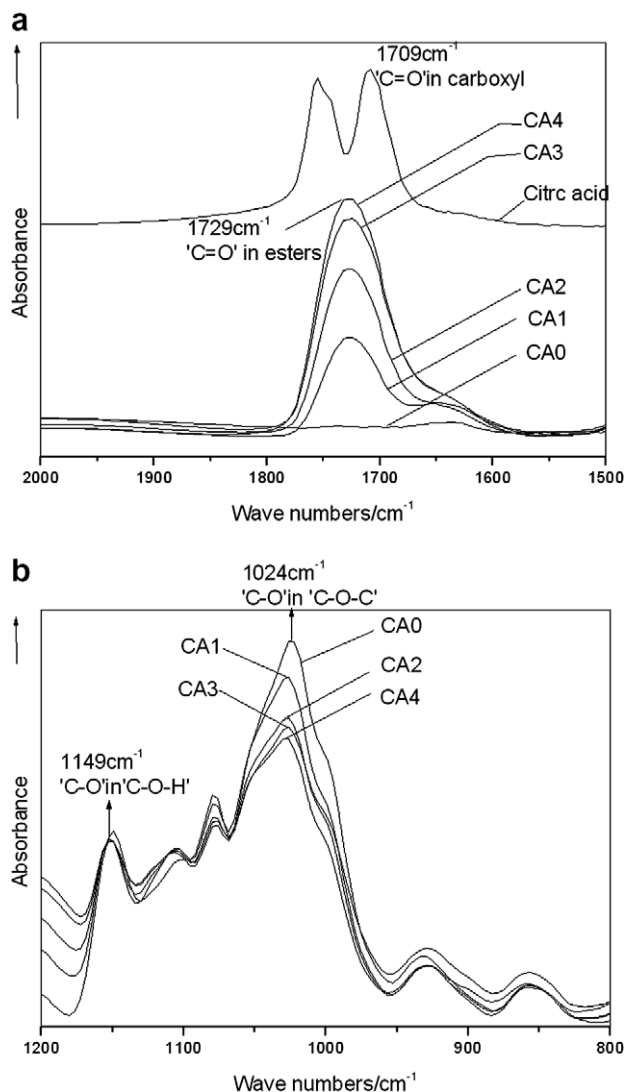 a
1709cm-1
'C=O'in carboxyl
CA4
CA3
Citrc acid
1729cm-1
'C=O' in esters
CA2
CA1
CA0
Absorbance
2000 1900 1800 1700 1600 1500
Wave numbers/cm-1
b
1024cm-1
'C-O'in 'C-O-C'
CA0
CA1
CA2
CA3
CA4
1149cm-1
'C-O'in'C-O-H'
Absorbance
1200 1100 1000 900 800
Wave numbers/cm-1